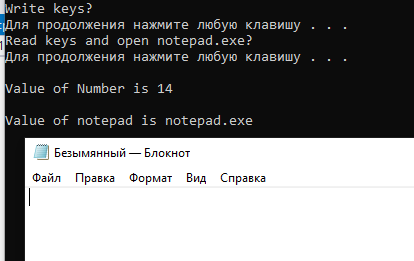 Write keys?
Для продолжения нажмите любую клавишу . . .
Read keys and open notepad.exe?
Для продолжения нажмите любую клавишу . . .
Value of Number is 14
Value of notepad is notepad.exe
Безымянный — Блокнот
Файл Правка Формат Вид Справка